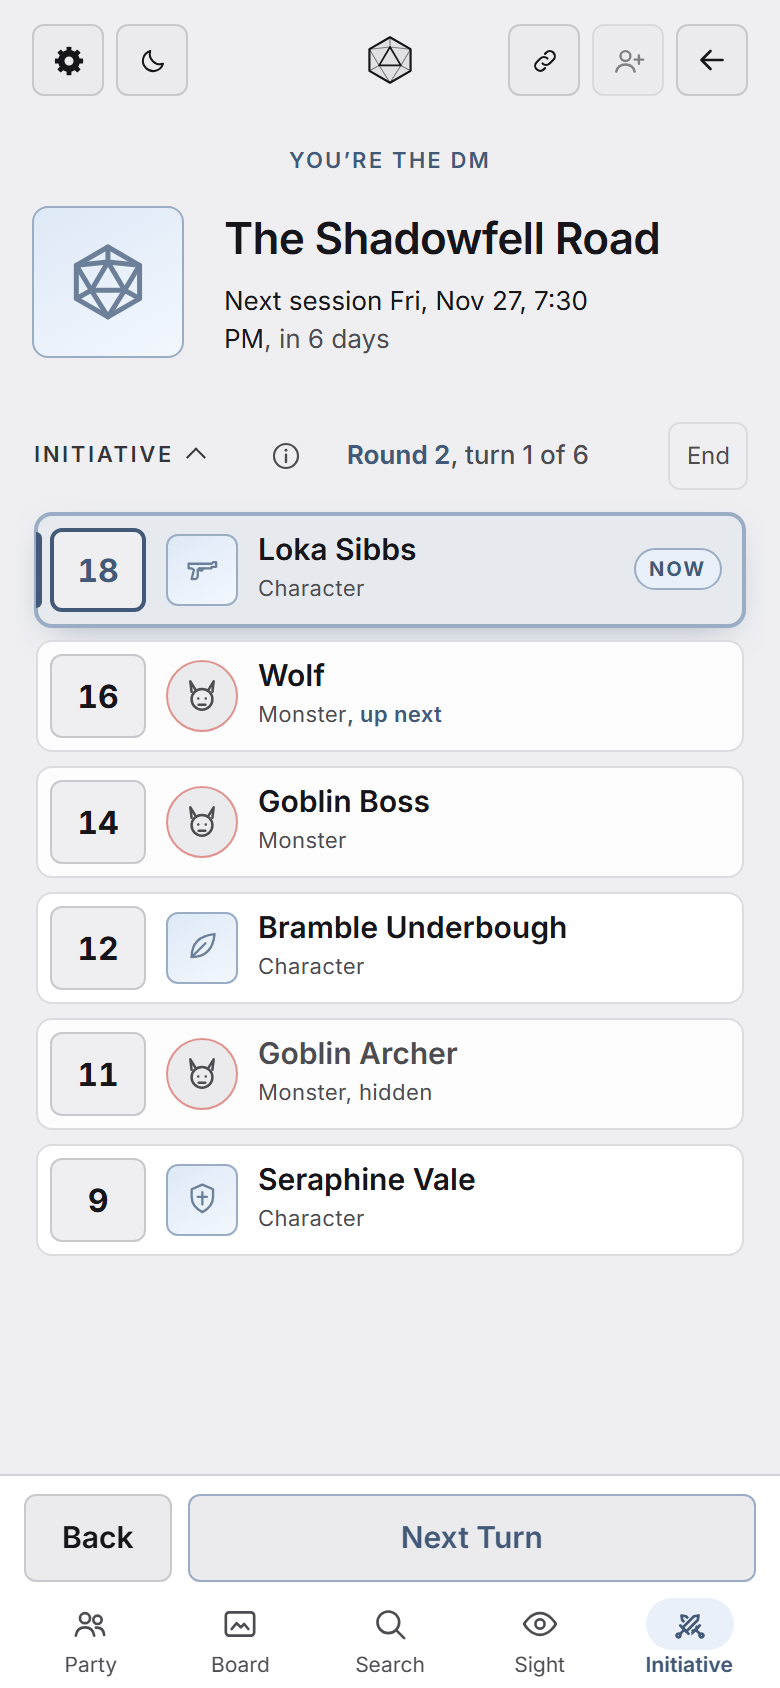 YOU’RE THE DM
The Shadowfell Road
Next session Fri, Nov 27, 7:30
PM, in 6 days
INITIATIVE
Round 2, turn 1 of 6
End
18
Loka Sibbs
Character
NOW
16
Wolf
Monster, up next
14
Goblin Boss
Monster
12
Bramble Underbough
Character
11
Goblin Archer
Monster, hidden
9
Seraphine Vale
Character
Back
Next Turn
Party
Board
Search
Sight
Initiative